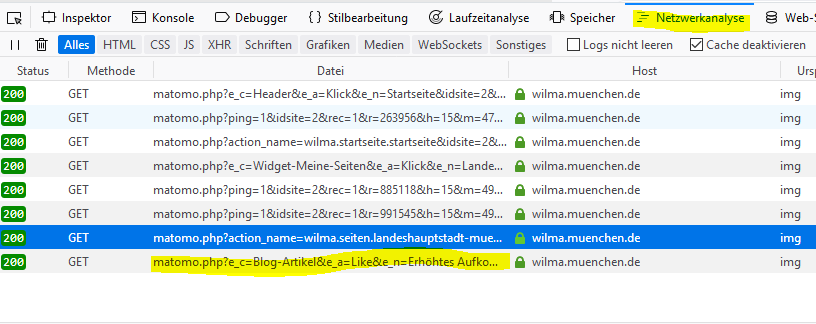 Inspektor Konsole Debugger Stilbearbeitung Laufzeitanalyse Speicher Netzwerkanalyse Web-S
Alles HTML CSS JS XHR Schriften Grafiken Medien WebSockets Sonstiges Logs nicht leeren Cache deaktivieren
Status Methode Datei Host Ursp
200 GET matomo.php?e_c=Header&e_a=Klick&e_n=Startseite&idsite=2&... wilma.muenchen.de img
200 GET matomo.php?ping=1&idsite=2&rec=1&r=263956&h=15&m=47... wilma.muenchen.de img
200 GET matomo.php?action_name=wilma.startseite.startseite&idsite=2&... wilma.muenchen.de img
200 GET matomo.php?e_c=Widget-Meine-Seiten&e_a=Klick&e_n=Lande... wilma.muenchen.de img
200 GET matomo.php?ping=1&idsite=2&rec=1&r=885118&h=15&m=49... wilma.muenchen.de img
200 GET matomo.php?ping=1&idsite=2&rec=1&r=991545&h=15&m=49... wilma.muenchen.de img
200 GET matomo.php?action_name=wilma.seiten.landeshauptstadt-mue... wilma.muenchen.de img
200 GET matomo.php?e_c=Blog-Artikel&e_a=Like&e_n=Erhöhtes Aufko... wilma.muenchen.de img